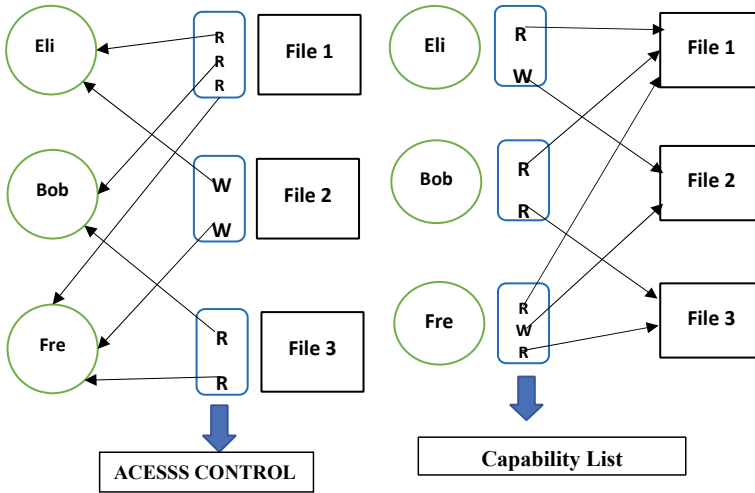 Eli
R
R
R
File 1
Bob
W
W
File 2
Fre
R
R
File 3
ACESSS CONTROL
Eli
R
W
File 1
Bob
R
R
File 2
Fre
R
W
R
File 3
Capability List